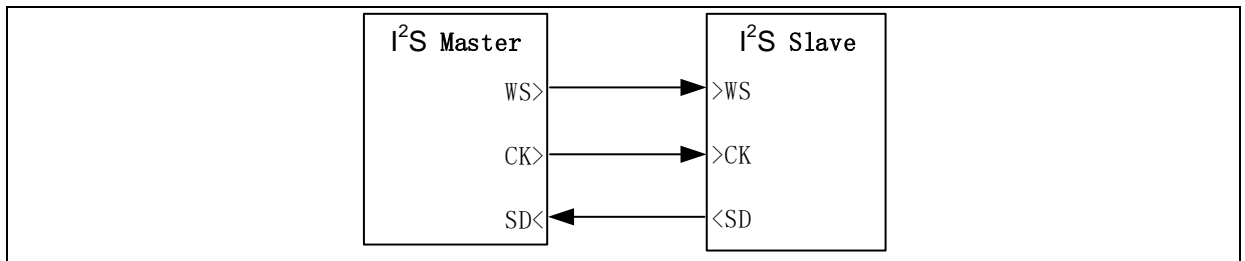 I²S Master I²S Slave
WS> >WS
CK> >CK
SD< <SD